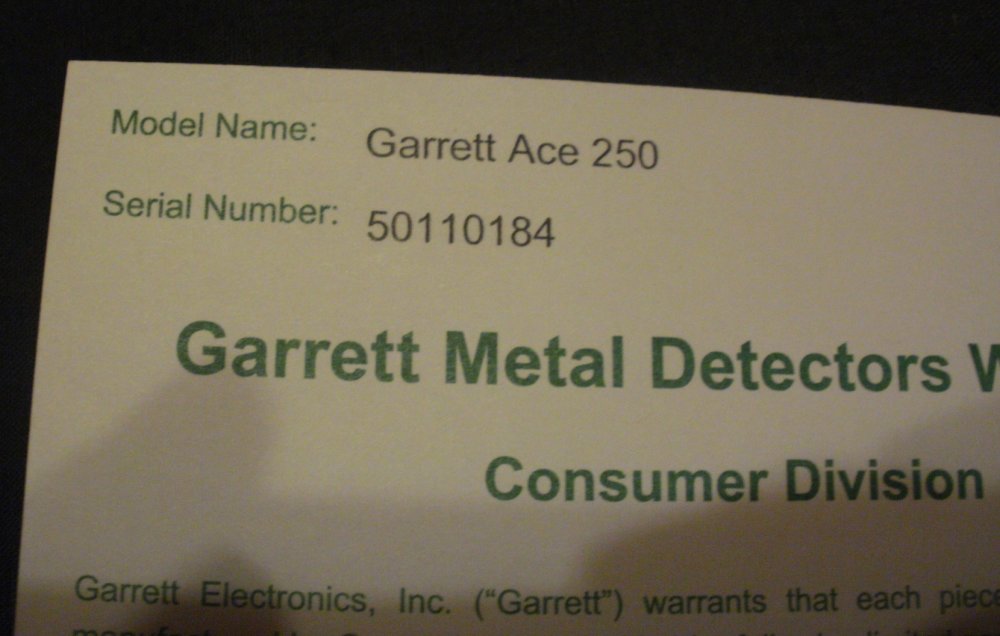 Model Name: Garrett Ace 250
Serial Number: 50110184
Garrett Metal Detectors
Consumer Division
Garrett Electronics, Inc. (“Garrett”) warrants that each piece